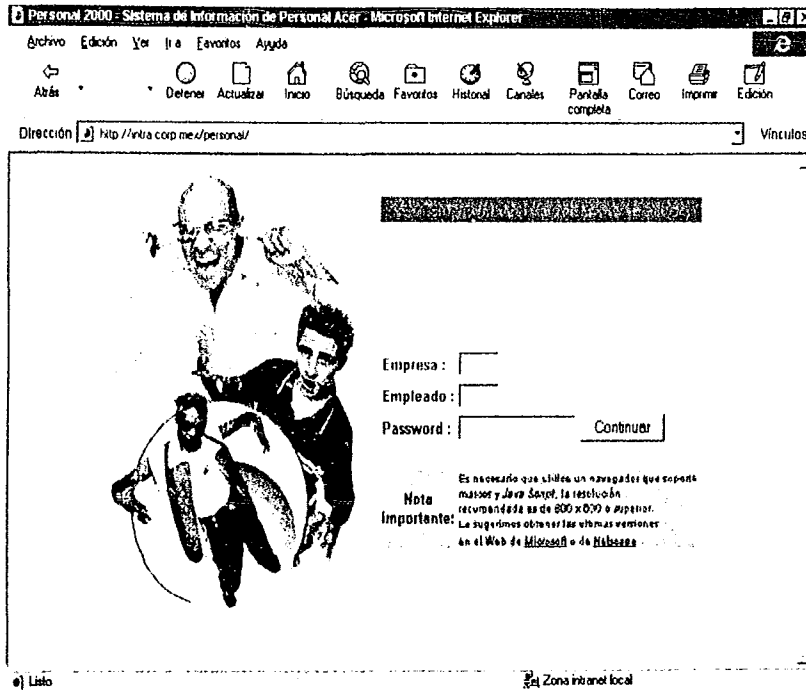 Personal 2000 - Sistema de Información de Personal Acer - Microsoft Internet Explorer
Archivo Edición Ver Ir a Favoritos Ayuda
Atrás Detener Actualizar Inicio Búsqueda Favoritos Historial Canales Pantalla completa Correo Imprimir Edición
Dirección http://intra.corp.mex/personal/ Vínculos
Empresa :
Empleado :
Password : Continuar
Nota Importante:
Es necesario que utilice un navegador que soporte
marcos y Java Script, la resolución
recomendada es de 800 x 600 o superior.
Le sugerimos obtener las ultimas versiones
en el Web de Microsoft o de Netscape
Listo Zona intranet local